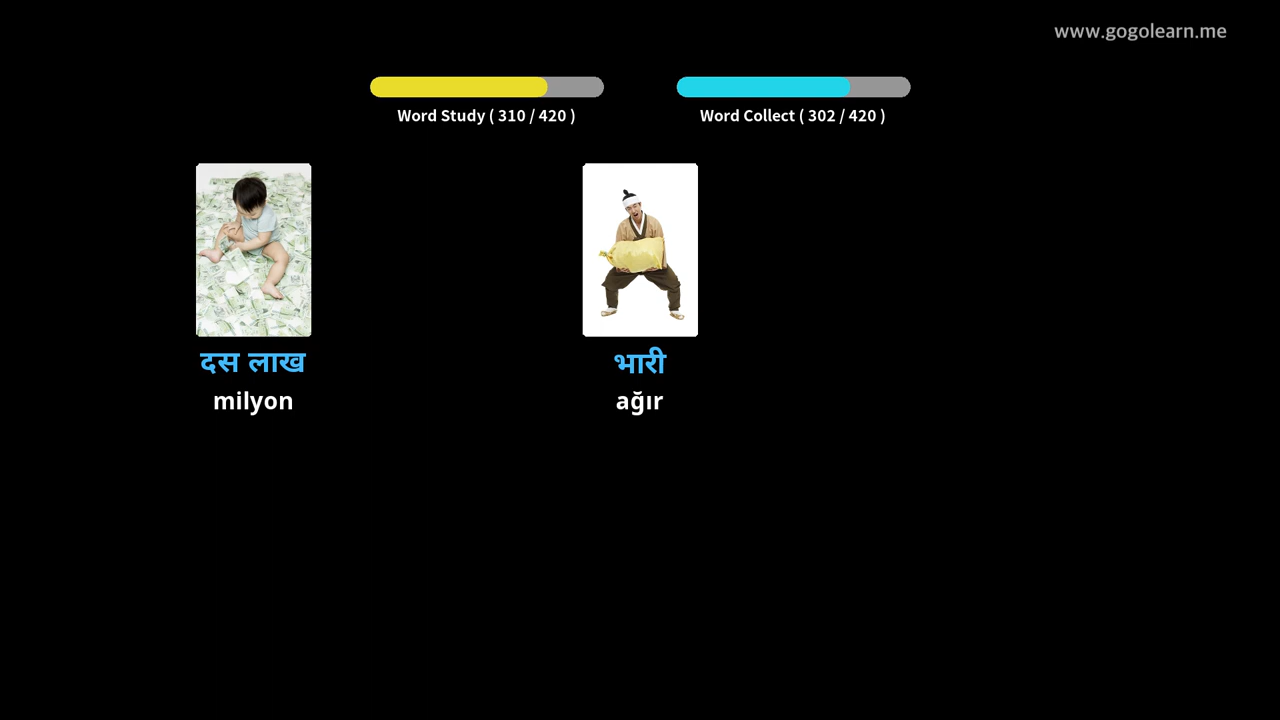 www.gogolearn.me
Word Study ( 310 / 420 )
Word Collect ( 302 / 420 )
दस लाख
भारी
milyon
ağır